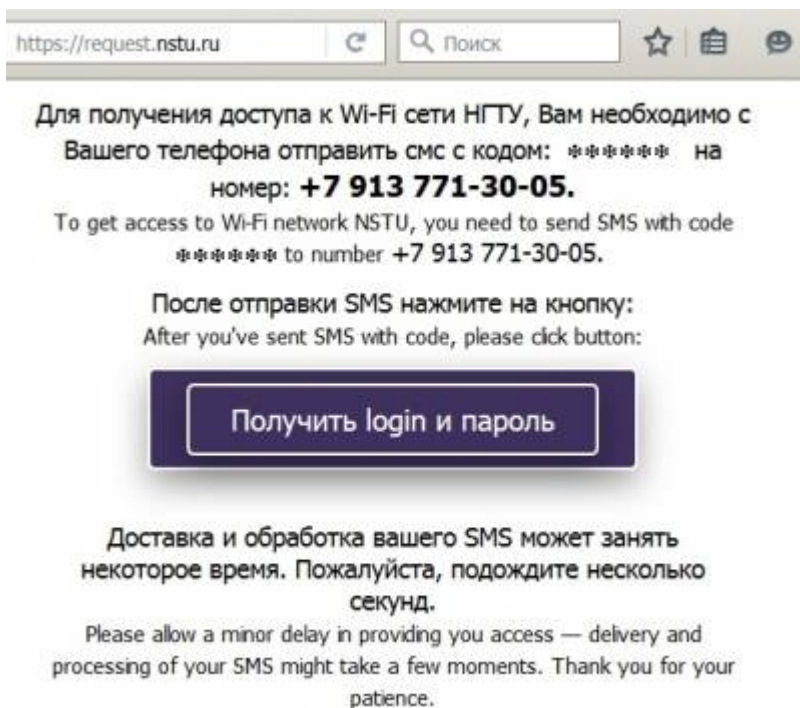 https://request.nstu.ru
Поиск
Для получения доступа к Wi-Fi сети НГТУ, Вам необходимо с
Вашего телефона отправить смс с кодом: ****** на
номер: +7 913 771-30-05.
To get access to Wi-Fi network NSTU, you need to send SMS with code
****** to number +7 913 771-30-05.
После отправки SMS нажмите на кнопку:
After you've sent SMS with code, please click button:
Получить login и пароль
Доставка и обработка вашего SMS может занять
некоторое время. Пожалуйста, подождите несколько
секунд.
Please allow a minor delay in providing you access — delivery and
processing of your SMS might take a few moments. Thank you for your
patience.